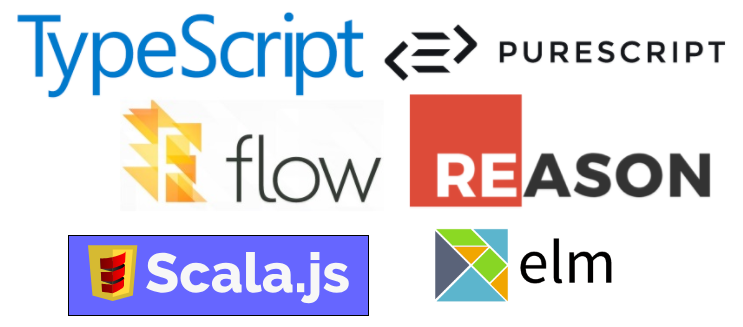 TypeScript
PURESCRIPT
flow
REASON
Scala.js
elm